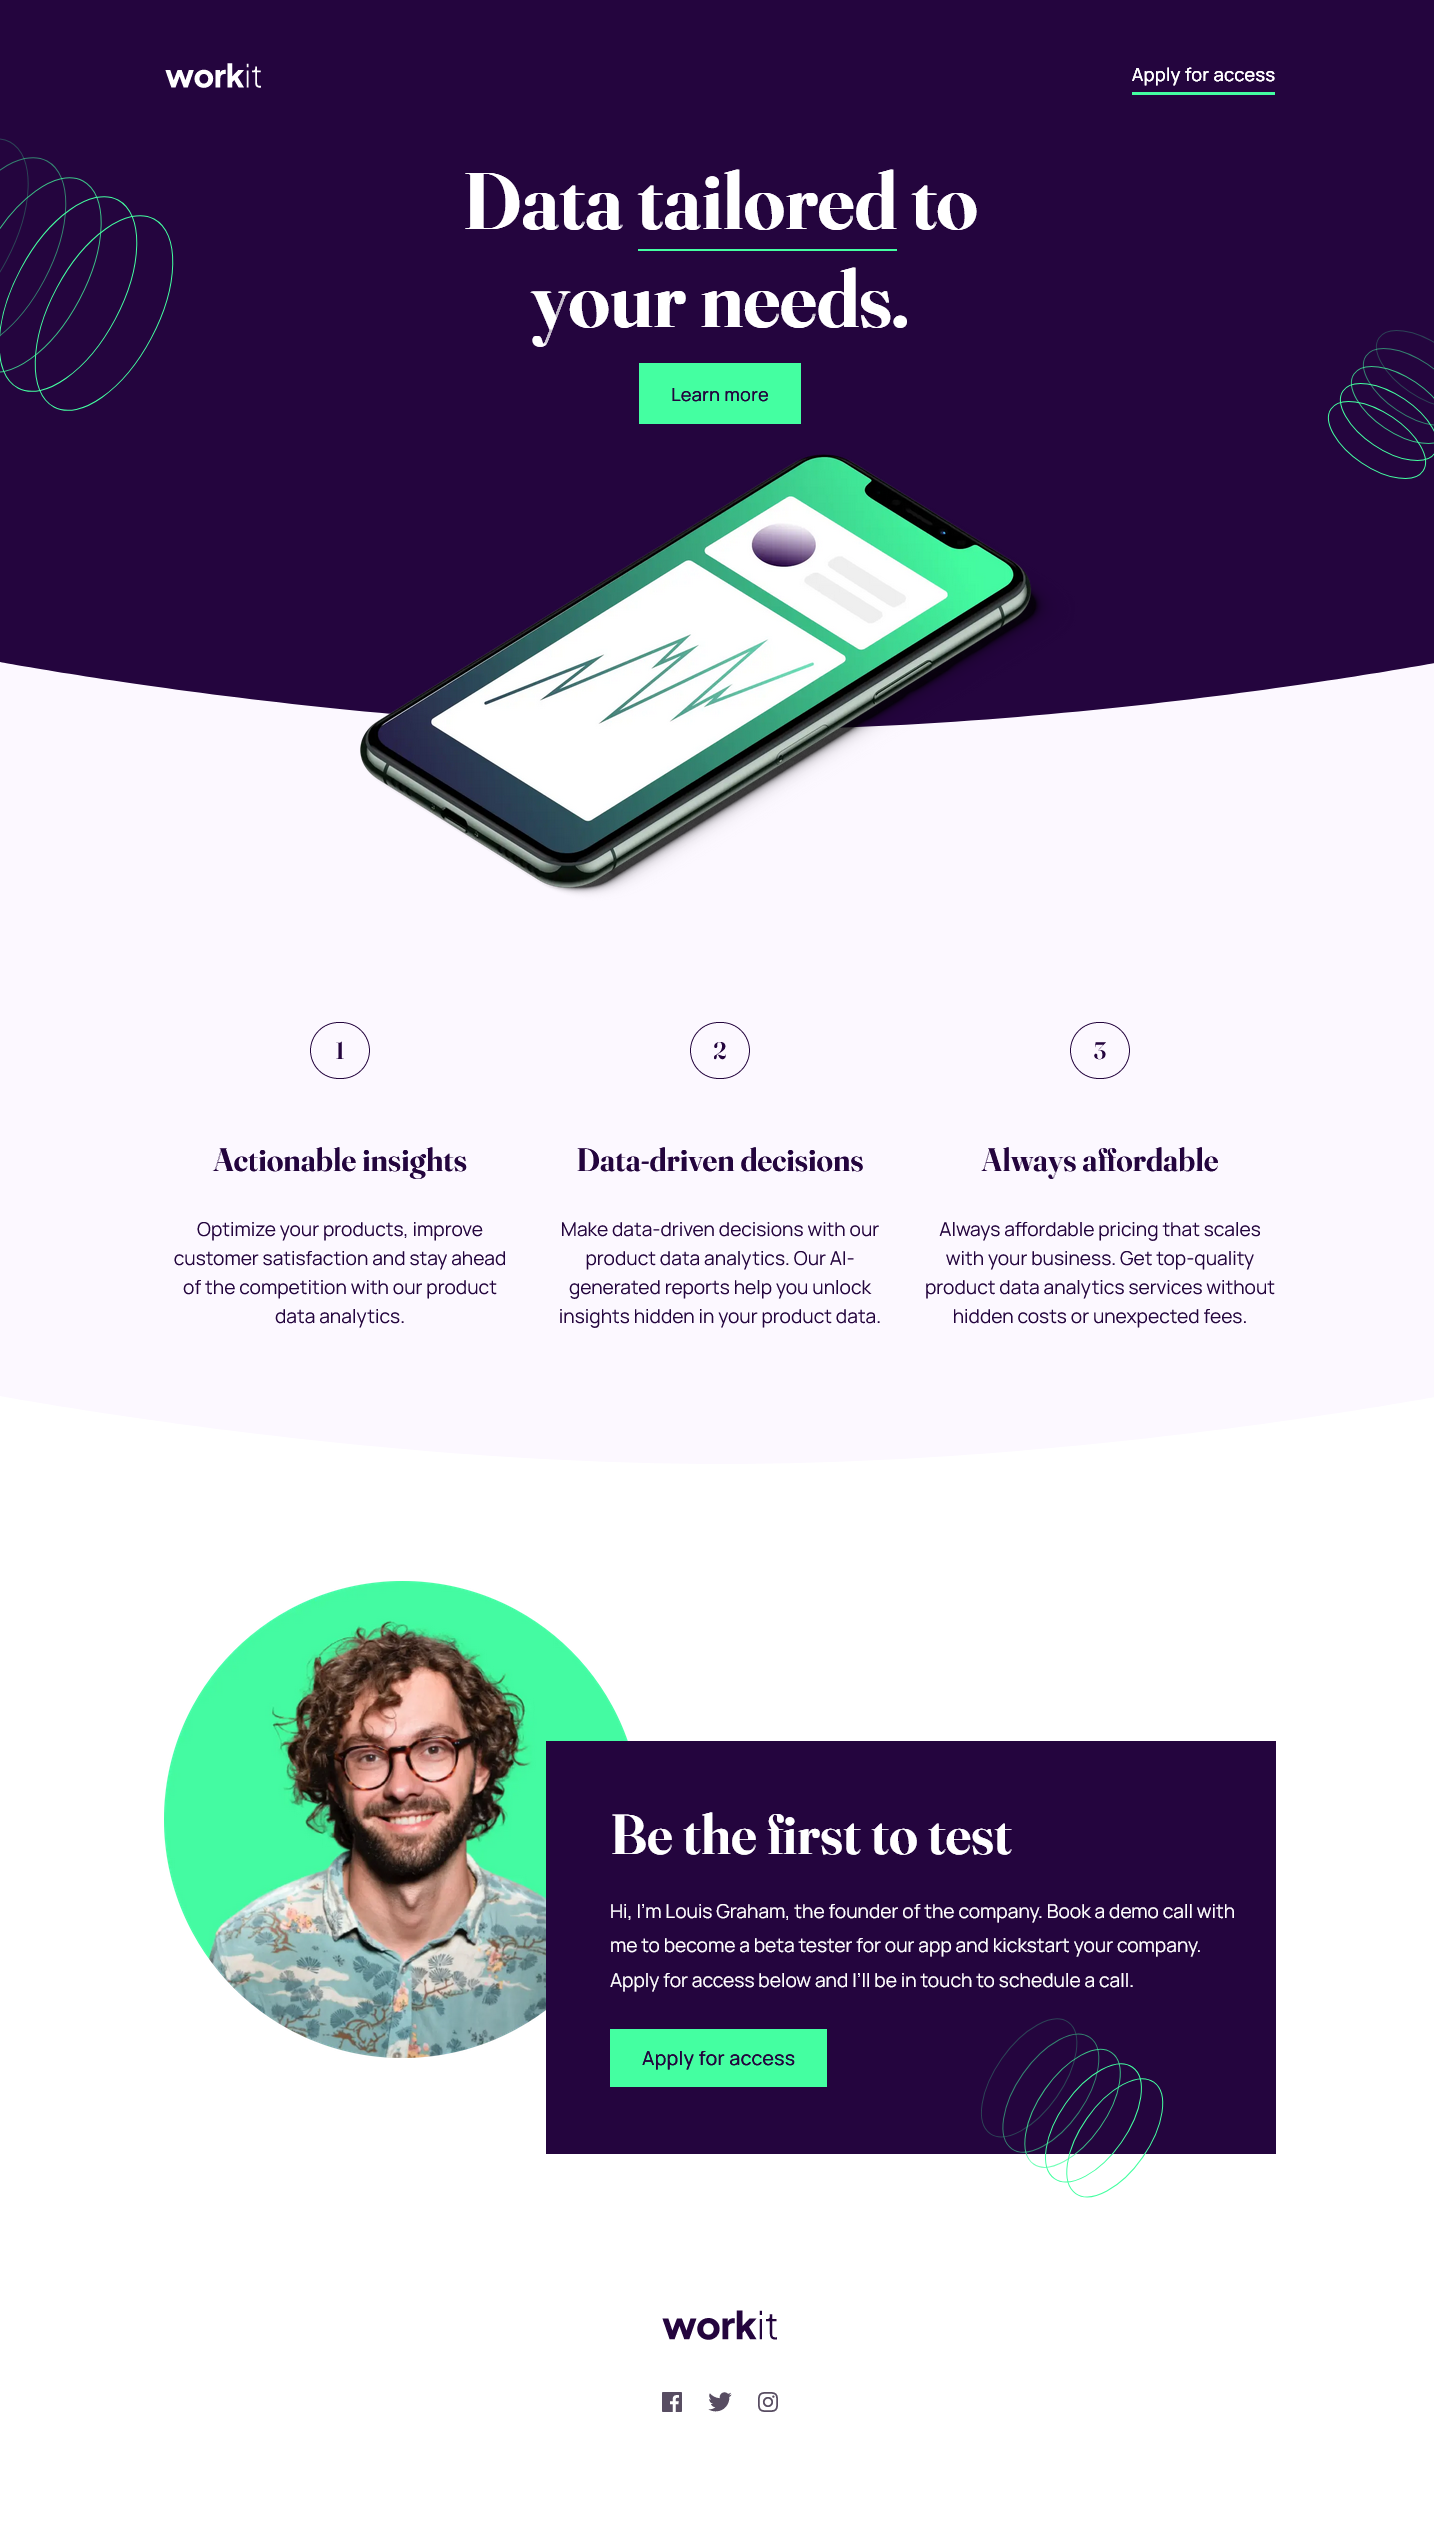 workit
Apply for access
Data tailored to
your needs.
Learn more
1
2
3
Actionable insights
Data-driven decisions
Always affordable
Optimize your products, improve
customer satisfaction and stay ahead
of the competition with our product
data analytics.
Make data-driven decisions with our
product data analytics. Our AI-
generated reports help you unlock
insights hidden in your product data.
Always affordable pricing that scales
with your business. Get top-quality
product data analytics services without
hidden costs or unexpected fees.
Be the first to test
Hi, I’m Louis Graham, the founder of the company. Book a demo call with
me to become a beta tester for our app and kickstart your company.
Apply for access below and I’ll be in touch to schedule a call.
Apply for access
workit